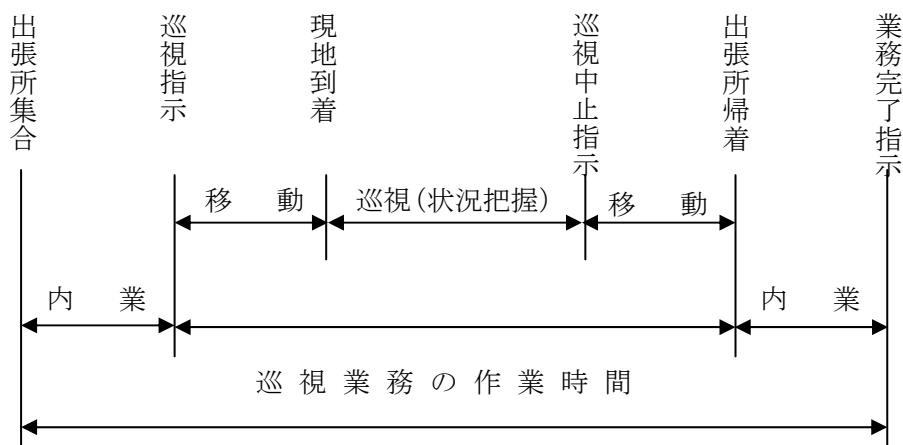 出張所集合
巡視指示
現地到着
巡視中止指示
出張所帰着
業務完了指示
移動
巡視(状況把握)
移動
内業
内業
巡視業務の作業時間